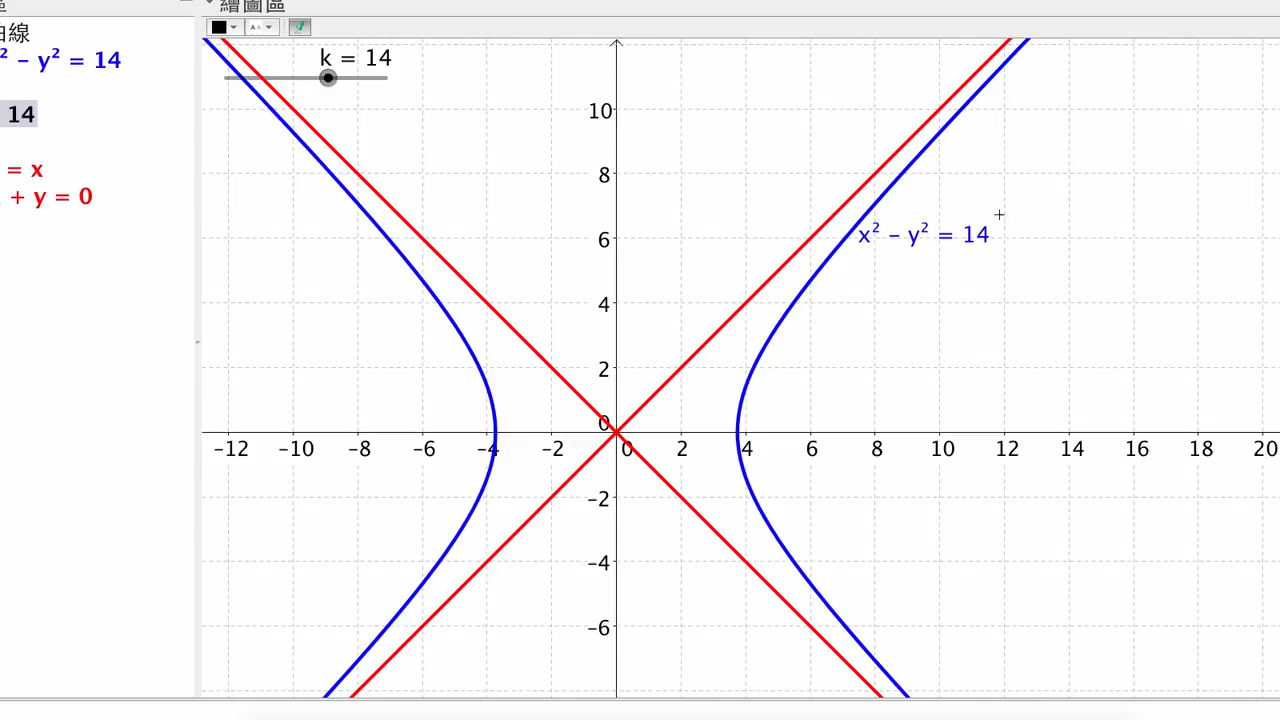 繪圖區
線
² – y² = 14
14
= x
+ y = 0
k = 14
10
8
6
4
2
0
-2
-4
-6
-12 -10 -8 -6 -4 -2 0 2 4 6 8 10 12 14 16 18 20
x² – y² = 14